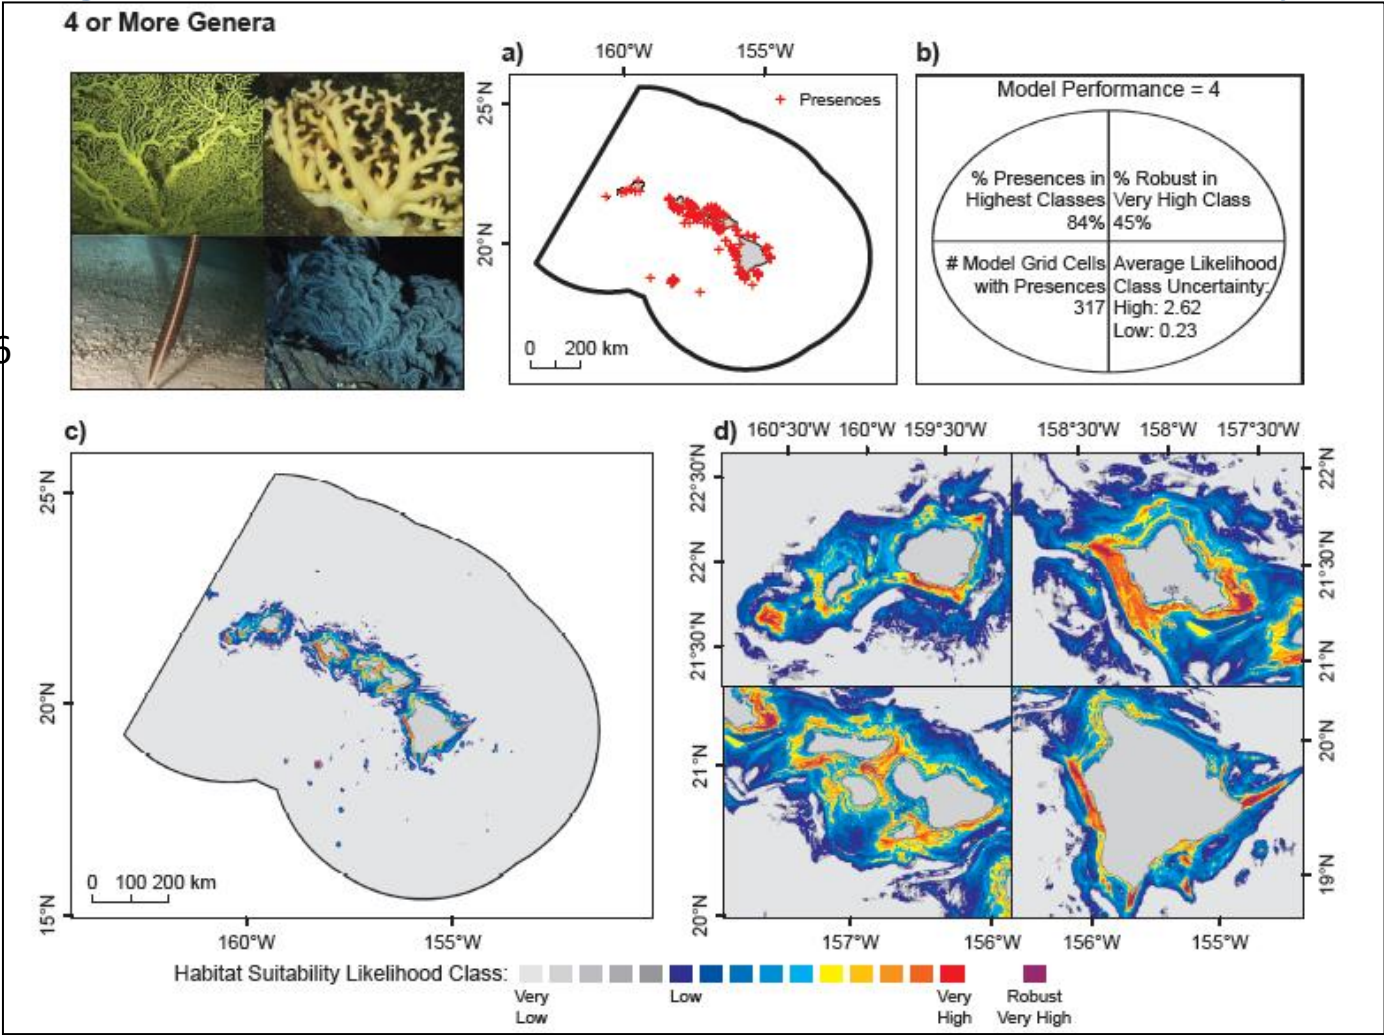 4 or More Genera
a)
160°W 155°W
25°N
20°N
+ Presences
0 200 km
b)
Model Performance = 4
% Presences in
Highest Classes
84%
% Robust in
Very High Class
45%
# Model Grid Cells
with Presences
317
Average Likelihood
Class Uncertainty:
High: 2.62
Low: 0.23
6
c)
25°N
20°N
15°N
0 100 200 km
160°W 155°W
d)
160°30'W 160°W 159°30'W 158°30'W 158°W 157°30'W
22°30'N
22°N
21°30'N
22°N
21°30'N
21°N
21°N
20°N
20°N
19°N
157°W 156°W 156°W 155°W
Habitat Suitability Likelihood Class:
Very
Low
Low
Very
High
Robust
Very High